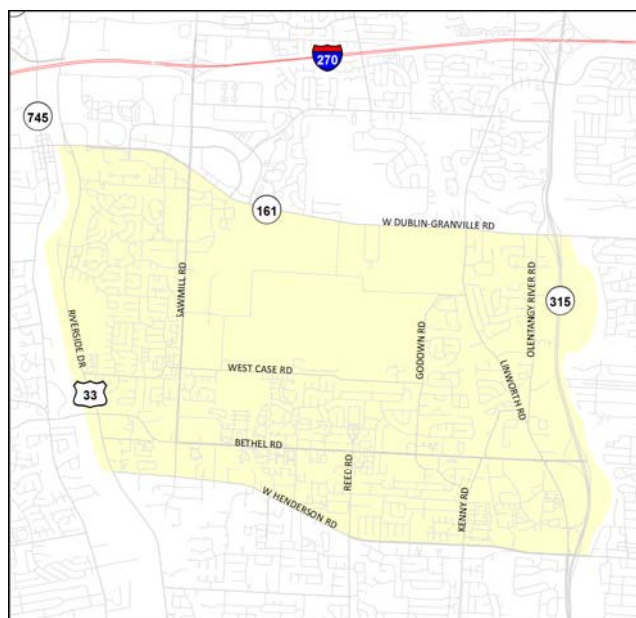 270
745
161
W DUBLIN-GRANVILLE RD
SAWMILL RD
OLENTANGY RIVER RD
315
RIVERSIDE DR
GODOWN RD
WEST CASE RD
LINWORTH RD
33
BETHEL RD
REED RD
KENNY RD
W HENDERSON RD